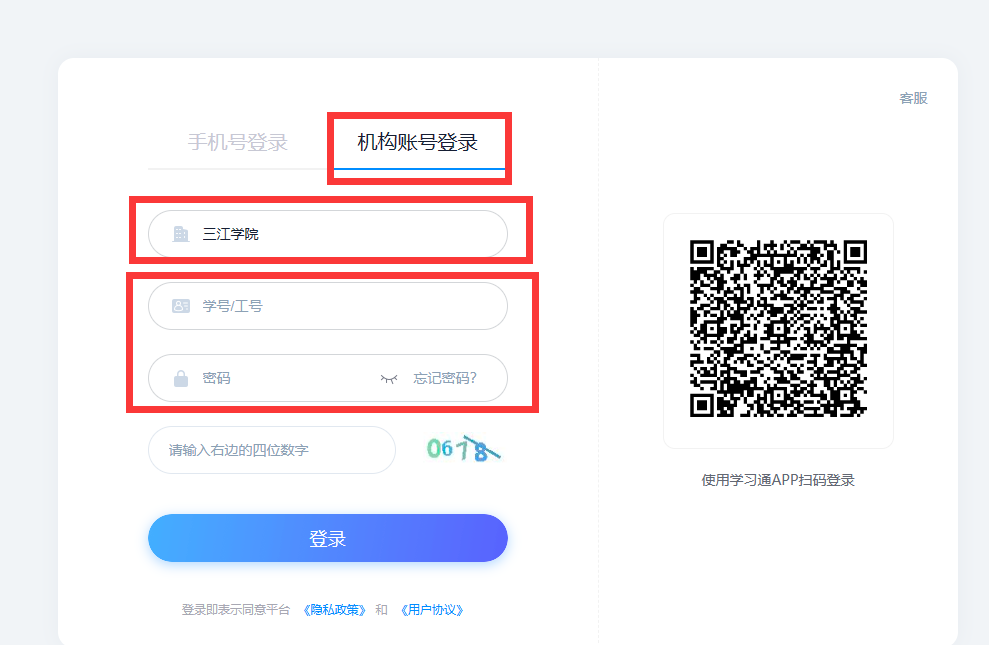 客服
手机号登录
机构账号登录
三江学院
学号/工号
密码
忘记密码?
请输入右边的四位数字
0678
使用学习通APP扫码登录
登录
登录即表示同意平台 《隐私政策》 和 《用户协议》